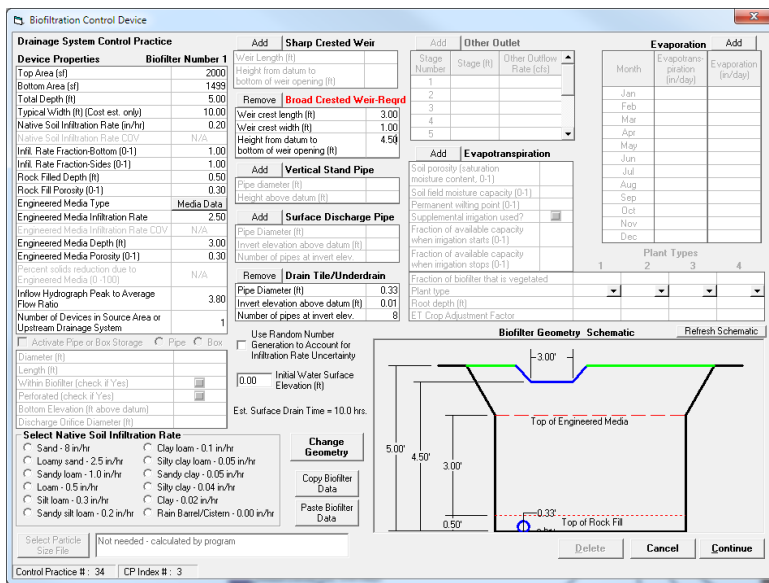 Biofiltration Control Device
Drainage System Control Practice
Device Properties Biofilter Number 1
Top Area (sf) 2000
Bottom Area (sf) 1499
Total Depth (ft) 5.00
Typical Width (ft) (Cost est. only) 10.00
Native Soil Infiltration Rate (in/hr) 0.20
Native Soil Infiltration Rate COV N/A
Infil. Rate Fraction-Bottom (0-1) 1.00
Infil. Rate Fraction-Sides (0-1) 1.00
Rock Filled Depth (ft) 0.50
Rock Fill Porosity (0-1) 0.30
Engineered Media Type Media Data
Engineered Media Infiltration Rate 2.50
Engineered Media Infiltration Rate COV N/A
Engineered Media Depth (ft) 3.00
Engineered Media Porosity (0-1) 0.30
Percent solids reduction due to
Engineered Media (0 -100) N/A
Inflow Hydrograph Peak to Average
Flow Ratio 3.80
Number of Devices in Source Area or
Upstream Drainage System 1
Activate Pipe or Box Storage Pipe Box
Diameter (ft)
Length (ft)
Within Biofilter (check if Yes)
Perforated (check if Yes)
Bottom Elevation (ft above datum)
Discharge Orifice Diameter (ft)
Select Native Soil Infiltration Rate
Sand - 8 in/hr Clay loam - 0.1 in/hr
Loamy sand - 2.5 in/hr Silty clay loam - 0.05 in/hr
Sandy loam - 1.0 in/hr Sandy clay - 0.05 in/hr
Loam - 0.5 in/hr Silty clay - 0.04 in/hr
Silt loam - 0.3 in/hr Clay - 0.02 in/hr
Sandy silt loam - 0.2 in/hr Rain Barrel/Cistern - 0.00 in/hr
Select Particle
Size File
Not needed - calculated by program
Control Practice # : 34 CP Index # : 3
Add Sharp Crested Weir
Weir Length (ft)
Height from datum to
bottom of weir opening (ft)
Remove Broad Crested Weir-Reqrd
Weir crest length (ft) 3.00
Weir crest width (ft) 1.00
Height from datum to
bottom of weir opening (ft) 4.50
Add Vertical Stand Pipe
Pipe diameter (ft)
Height above datum (ft)
Add Surface Discharge Pipe
Pipe Diameter (ft)
Invert elevation above datum (ft)
Number of pipes at invert elev.
Remove Drain Tile/Underdrain
Pipe Diameter (ft) 0.33
Invert elevation above datum (ft) 0.01
Number of pipes at invert elev. 8
Use Random Number
Generation to Account for
Infiltration Rate Uncertainty
0.00 Initial Water Surface
Elevation (ft)
Est. Surface Drain Time = 10.0 hrs.
Change
Geometry
Copy Biofilter
Data
Paste Biofilter
Data
Add Other Outlet
Stage
Number Stage (ft) Other Outflow
Rate (cfs)
1
2
3
4
5
Add Evapotranspiration
Soil porosity (saturation
moisture content, 0-1)
Soil field moisture capacity (0-1)
Permanent wilting point (0-1)
Supplemental irrigation used?
Fraction of available capacity
when irrigation starts (0-1)
Fraction of available capacity
when irrigation stops (0-1)
Fraction of biofilter that is vegetated
Plant type
Root depth (ft)
ET Crop Adjustment Factor
Evaporation Add
Month Evapotrans-
piration
(in/day) Evaporation
(in/day)
Jan
Feb
Mar
Apr
May
Jun
Jul
Aug
Sep
Oct
Nov
Dec
Plant Types
1 2 3 4
Biofilter Geometry Schematic Refresh Schematic
3.00'
Top of Engineered Media
5.00'
4.50'
3.00'
0.33'
0.50' Top of Rock Fill
Delete Cancel Continue